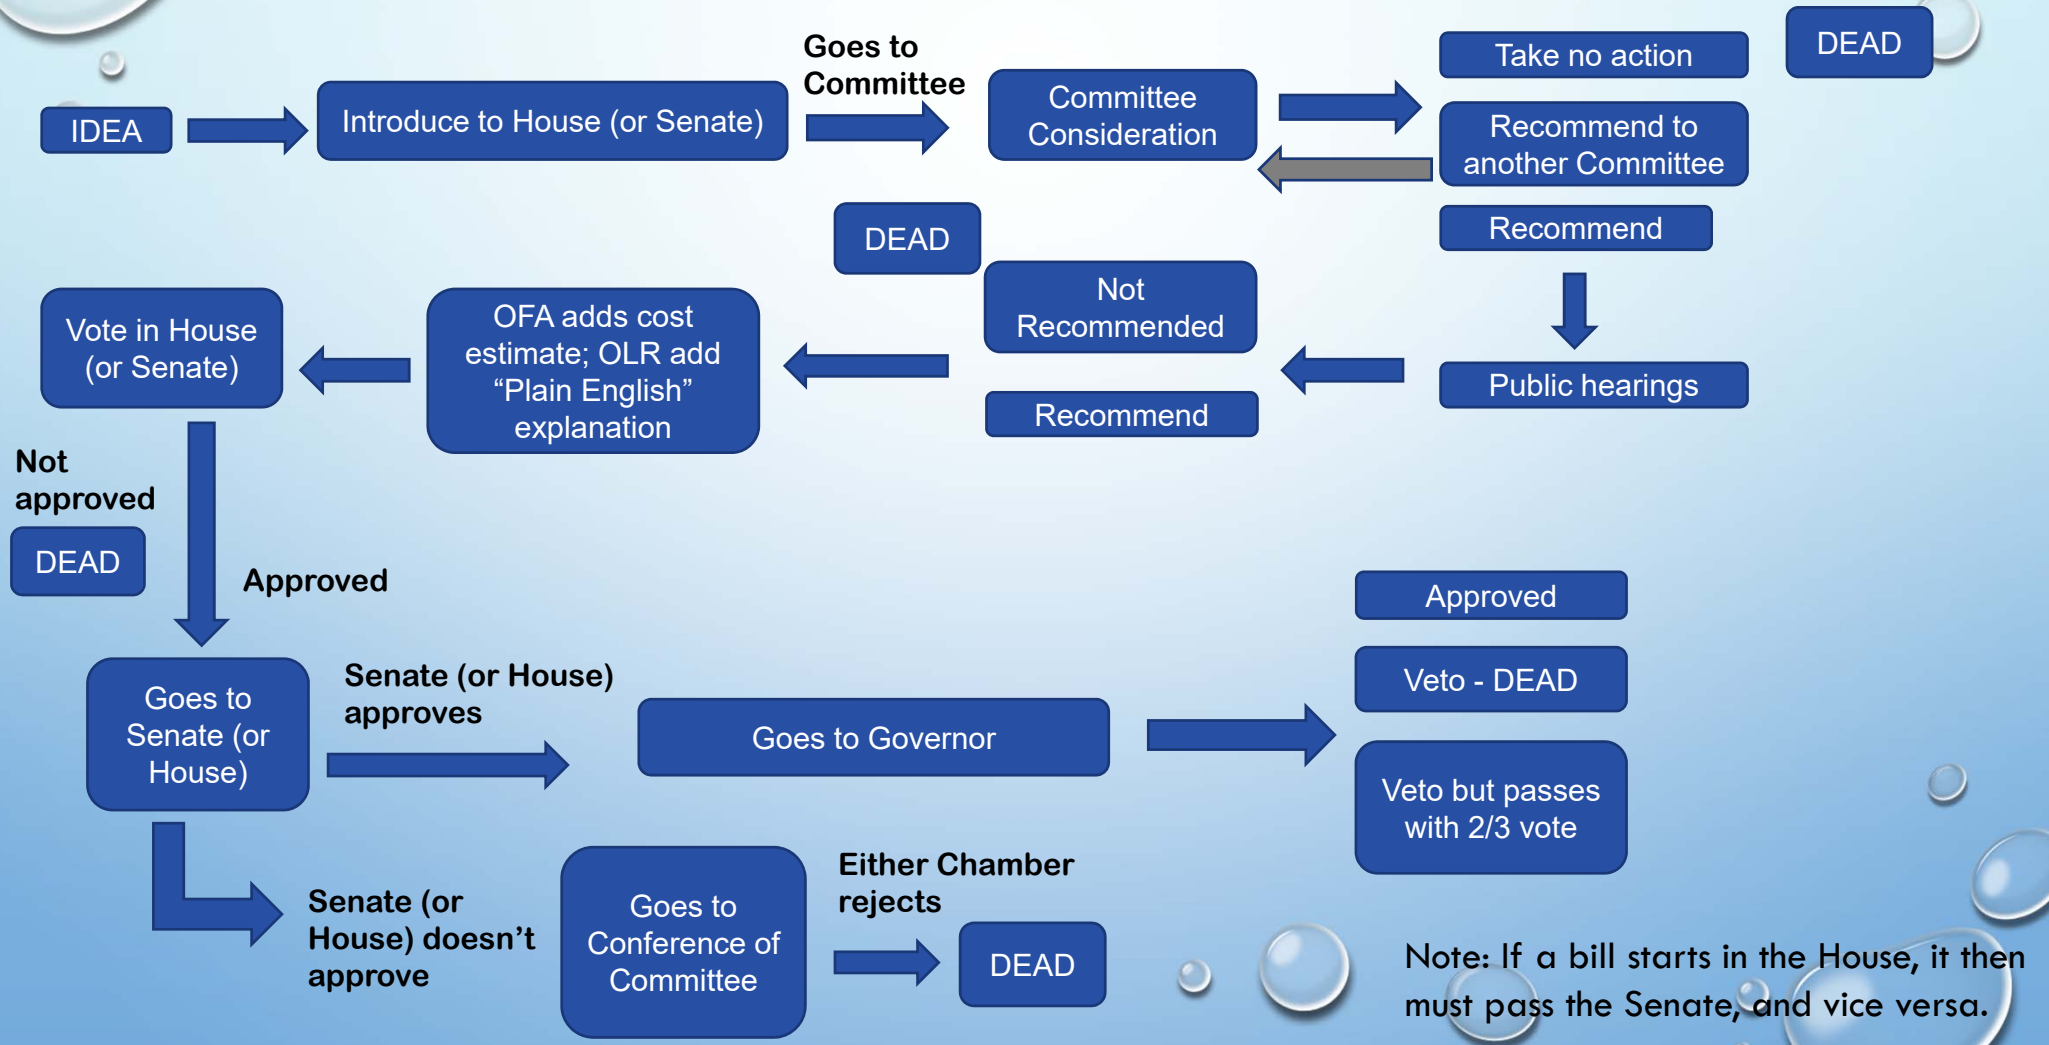 Goes to
Committee
Take no action
DEAD
IDEA
Introduce to House (or Senate)
Committee
Consideration
Recommend to
another Committee
Recommend
DEAD
Not
Recommended
Recommend
Public hearings
OFA adds cost
estimate; OLR add
“Plain English”
explanation
Vote in House
(or Senate)
Not
approved
DEAD
Approved
Goes to
Senate (or
House)
Senate (or House)
approves
Goes to Governor
Approved
Veto - DEAD
Veto but passes
with 2/3 vote
Senate (or
House) doesn’t
approve
Goes to
Conference of
Committee
Either Chamber
rejects
DEAD
Note: If a bill starts in the House, it then
must pass the Senate, and vice versa.